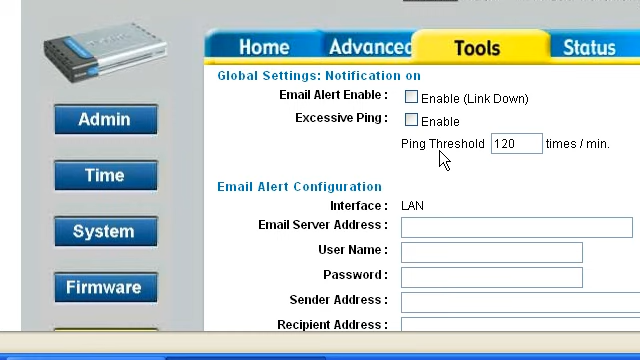 Home Advanced Tools Status
Global Settings: Notification on
Email Alert Enable : Enable (Link Down)
Excessive Ping : Enable
Ping Threshold 120 times / min.
Email Alert Configuration
Interface : LAN
Email Server Address :
User Name :
Password :
Sender Address :
Recipient Address :
Admin
Time
System
Firmware